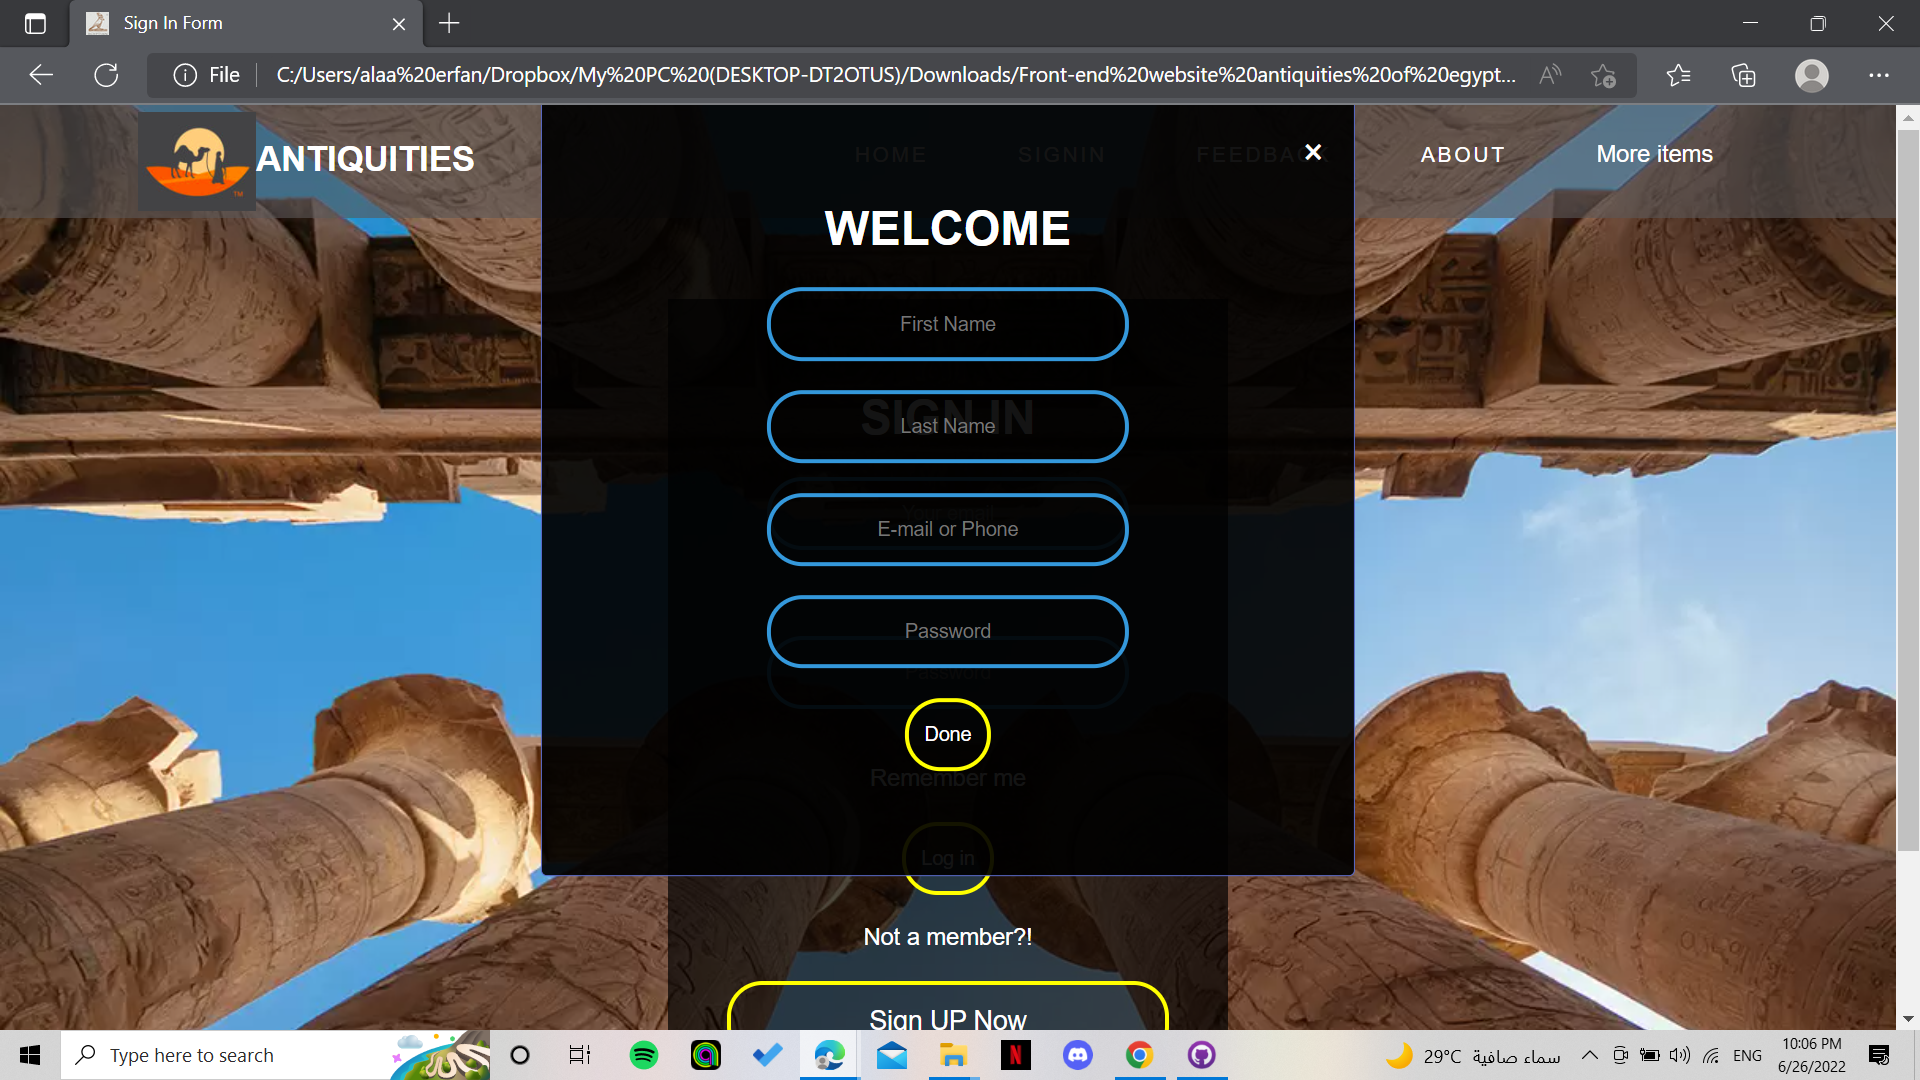 Sign In Form
File
C:/Users/alaa%20erfan/Dropbox/My%20PC%20(DESKTOP-DT2OTUS)/Downloads/Front-end%20website%20antiquities%20of%20egypt...
ANTIQUITIES
HOME
SIGNIN
FEEDBAC
ABOUT
More items
WELCOME
First Name
SIGN IN
Last Name
Your email
E-mail or Phone
Password
Password
Done
Remember me
Log in
Not a member?!
Sign UP Now
Type here to search
29°C سماء صافية
ENG
10:06 PM
6/26/2022